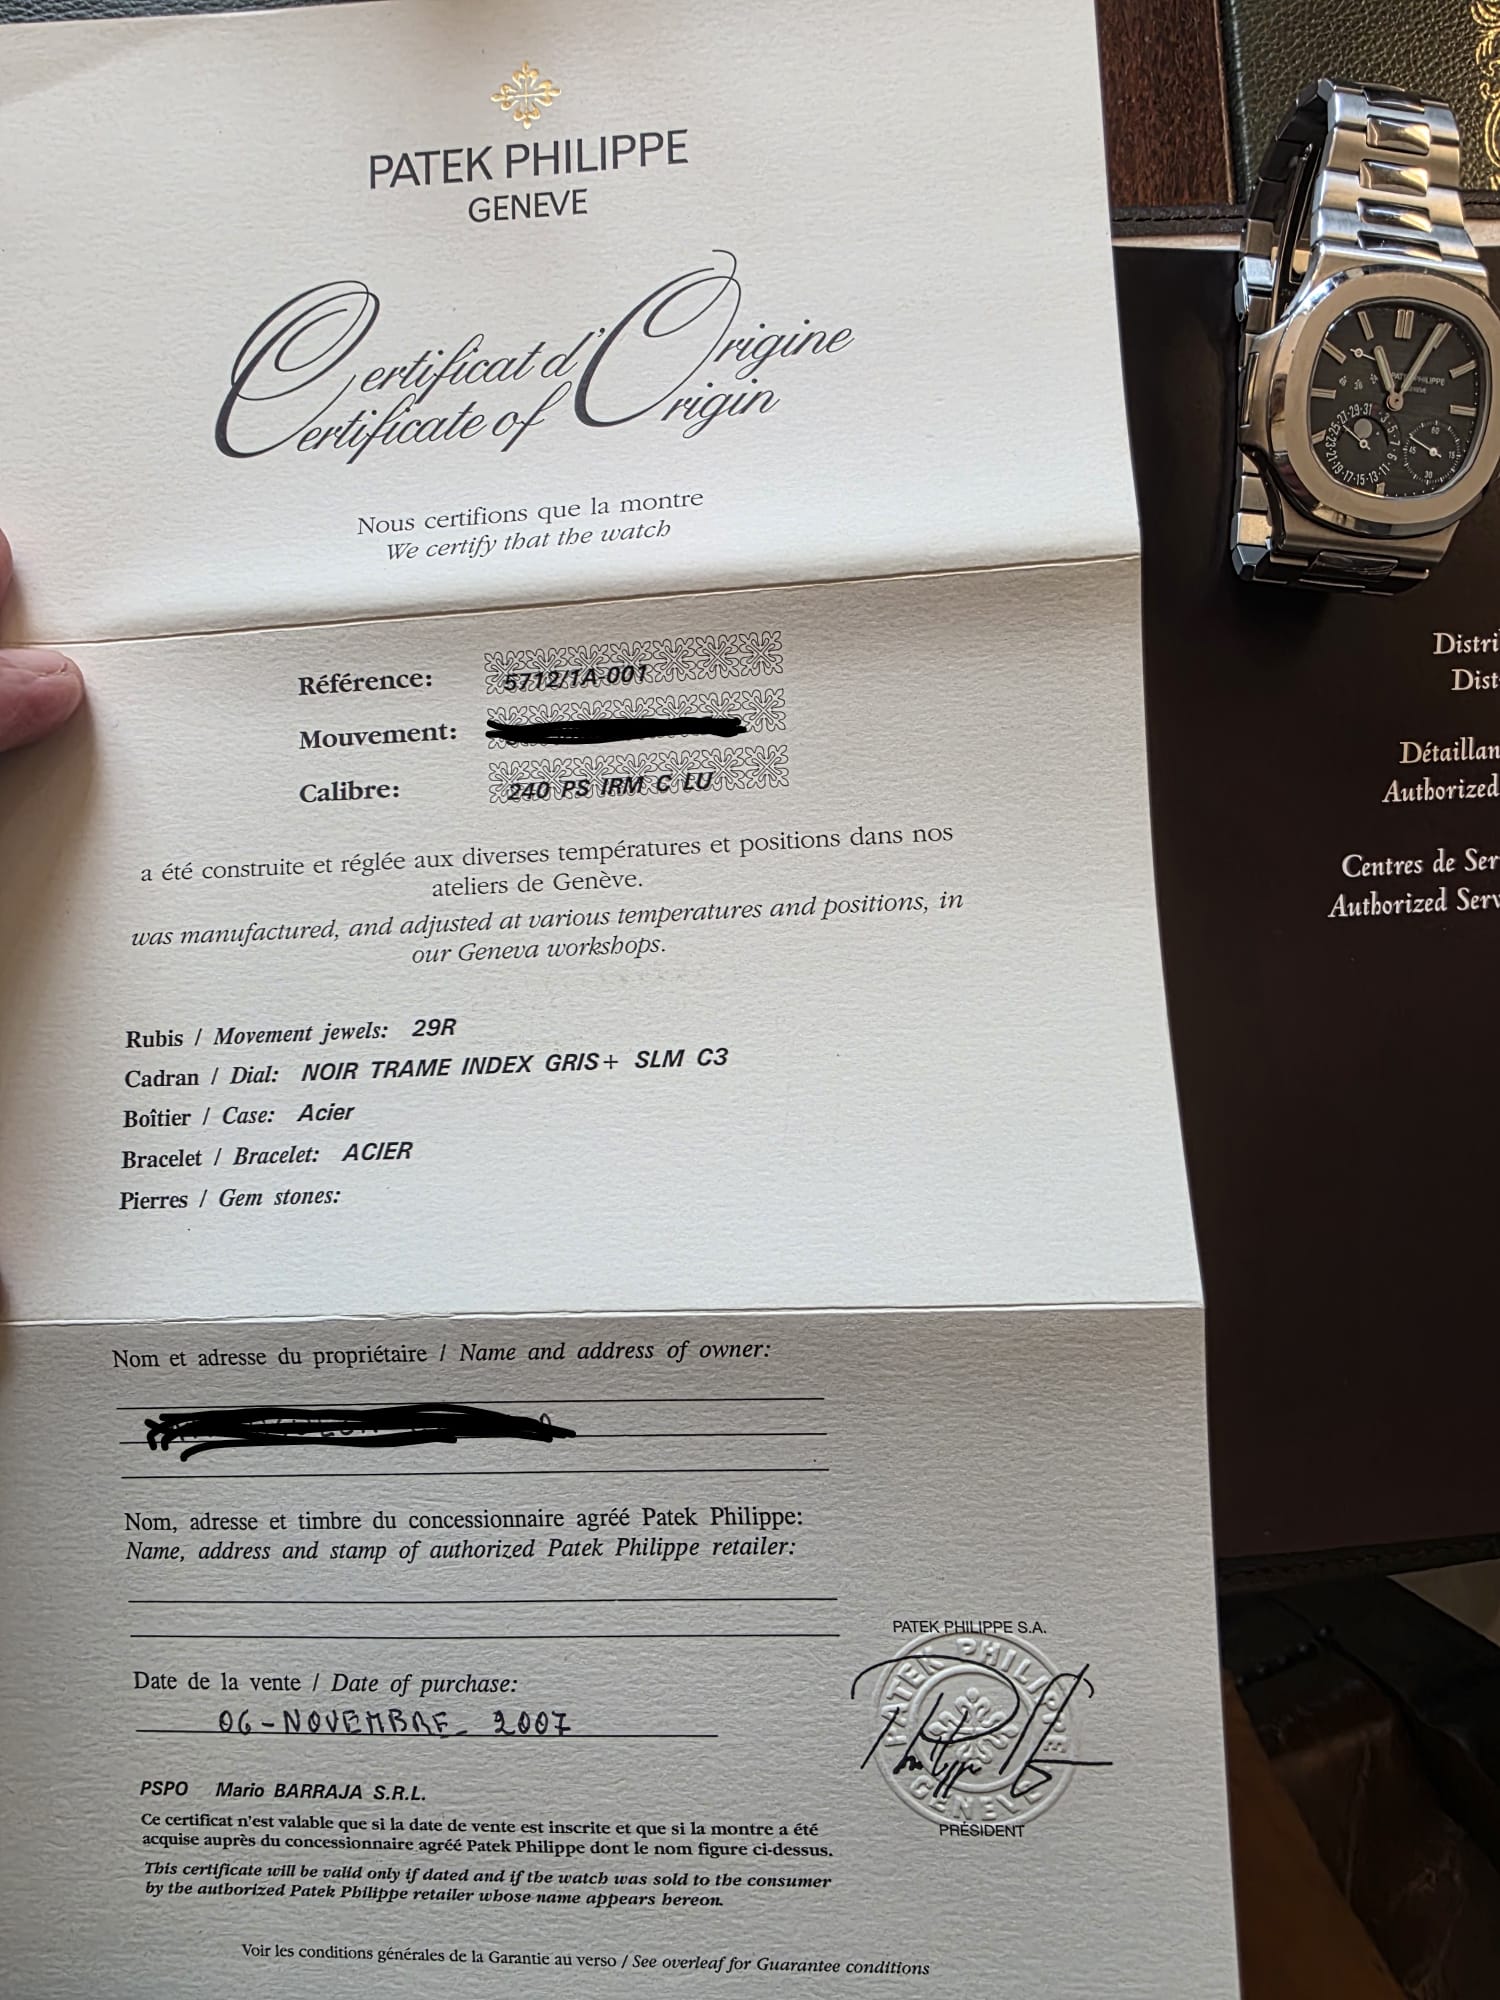 PATEK PHILIPPE
GENEVE
Certificat d'Origine
Certificate of Origin
Nous certifions que la montre
We certify that the watch
Référence: 5712/1A-001
Mouvement:
Calibre: 240 PS IRM C LU
a été construite et réglée aux diverses températures et positions dans nos
ateliers de Genève.
was manufactured, and adjusted at various temperatures and positions, in
our Geneva workshops.
Rubis / Movement jewels: 29R
Cadran / Dial: NOIR TRAME INDEX GRIS+ SLM C3
Boîtier / Case: Acier
Bracelet / Bracelet: ACIER
Pierres / Gem stones:
Nom et adresse du propriétaire / Name and address of owner:
Nom, adresse et timbre du concessionnaire agréé Patek Philippe:
Name, address and stamp of authorized Patek Philippe retailer:
Date de la vente / Date of purchase:
06-NOVEMBRE_ 2007
PATEK PHILIPPE S.A.
PATEK PHILIPPE
GENEVE
PRÉSIDENT
PSPO Mario BARRAJA S.R.L.
Ce certificat n'est valable que si la date de vente est inscrite et que si la montre a été
acquise auprès du concessionnaire agréé Patek Philippe dont le nom figure ci-dessus.
This certificate will be valid only if dated and if the watch was sold to the consumer
by the authorized Patek Philippe retailer whose name appears hereon.
Voir les conditions générales de la Garantie au verso / See overleaf for Guarantee conditions
PATEK PHILIPPE
GENEVE
Distri
Dist
Détaillan
Authorized
Centres de Ser
Authorized Serv